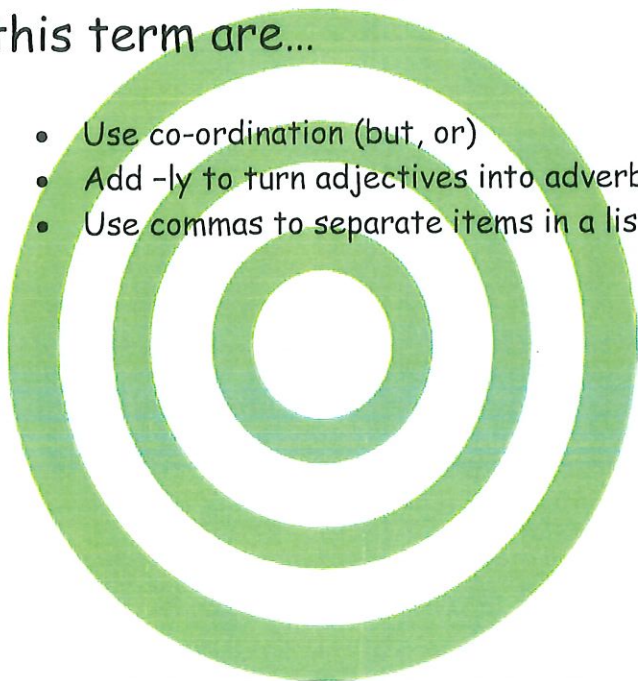 this term are...
• Use co-ordination (but, or)
• Add -ly to turn adjectives into adverb
• Use commas to separate items in a lis